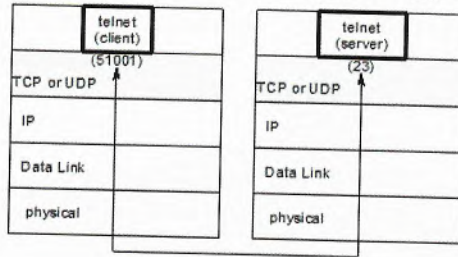 telnet
(client)
(51001)
TCP or UDP
IP
Data Link
physical
telnet
(server)
(23)
TCP or UDP
IP
Data Link
physical